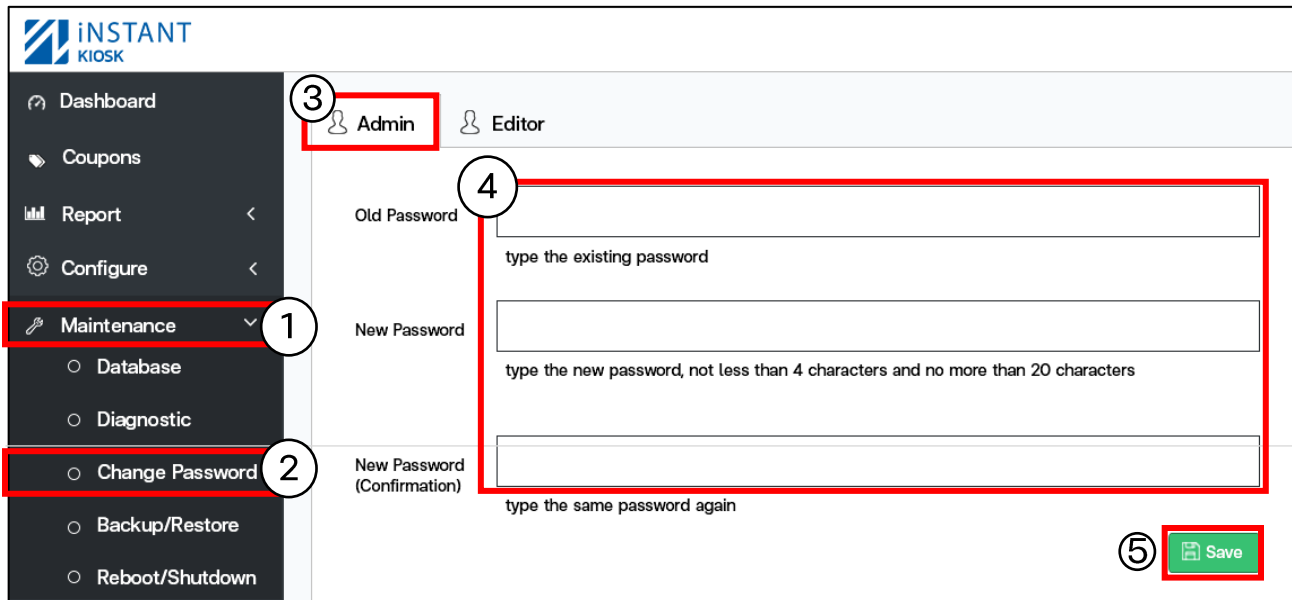 iNSTANT
KIOSK
Dashboard
Coupons
Report
Configure
1
Maintenance
Database
Diagnostic
2
Change Password
Backup/Restore
Reboot/Shutdown
3
Admin
Editor
4
Old Password
type the existing password
New Password
type the new password, not less than 4 characters and no more than 20 characters
New Password
(Confirmation)
type the same password again
5
Save